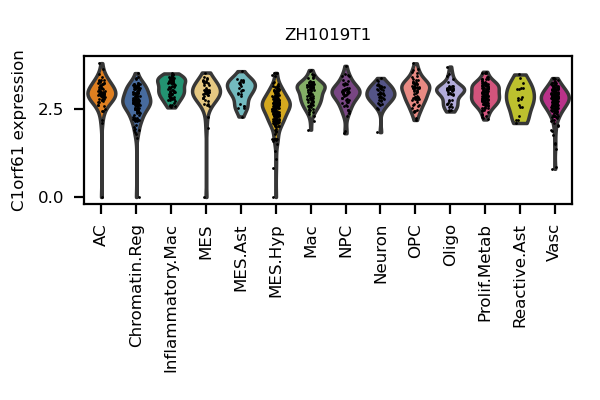 ZH1019T1
C1orf61 expression
2.5
0.0
AC
Chromatin.Reg
Inflammatory.Mac
MES
MES.Ast
MES.Hyp
Mac
NPC
Neuron
OPC
Oligo
Prolif.Metab
Reactive.Ast
Vasc